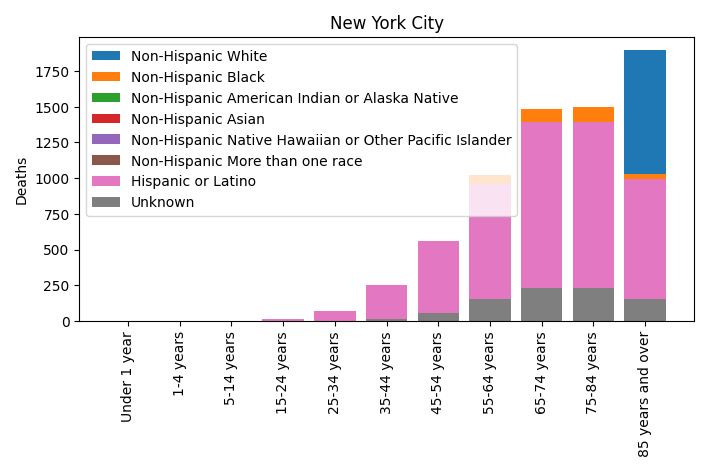 New York City
Non-Hispanic White
Non-Hispanic Black
Non-Hispanic American Indian or Alaska Native
Non-Hispanic Asian
Non-Hispanic Native Hawaiian or Other Pacific Islander
Non-Hispanic More than one race
Hispanic or Latino
Unknown
Deaths
1750
1500
1250
1000
750
500
250
0
Under 1 year
1-4 years
5-14 years
15-24 years
25-34 years
35-44 years
45-54 years
55-64 years
65-74 years
75-84 years
85 years and over